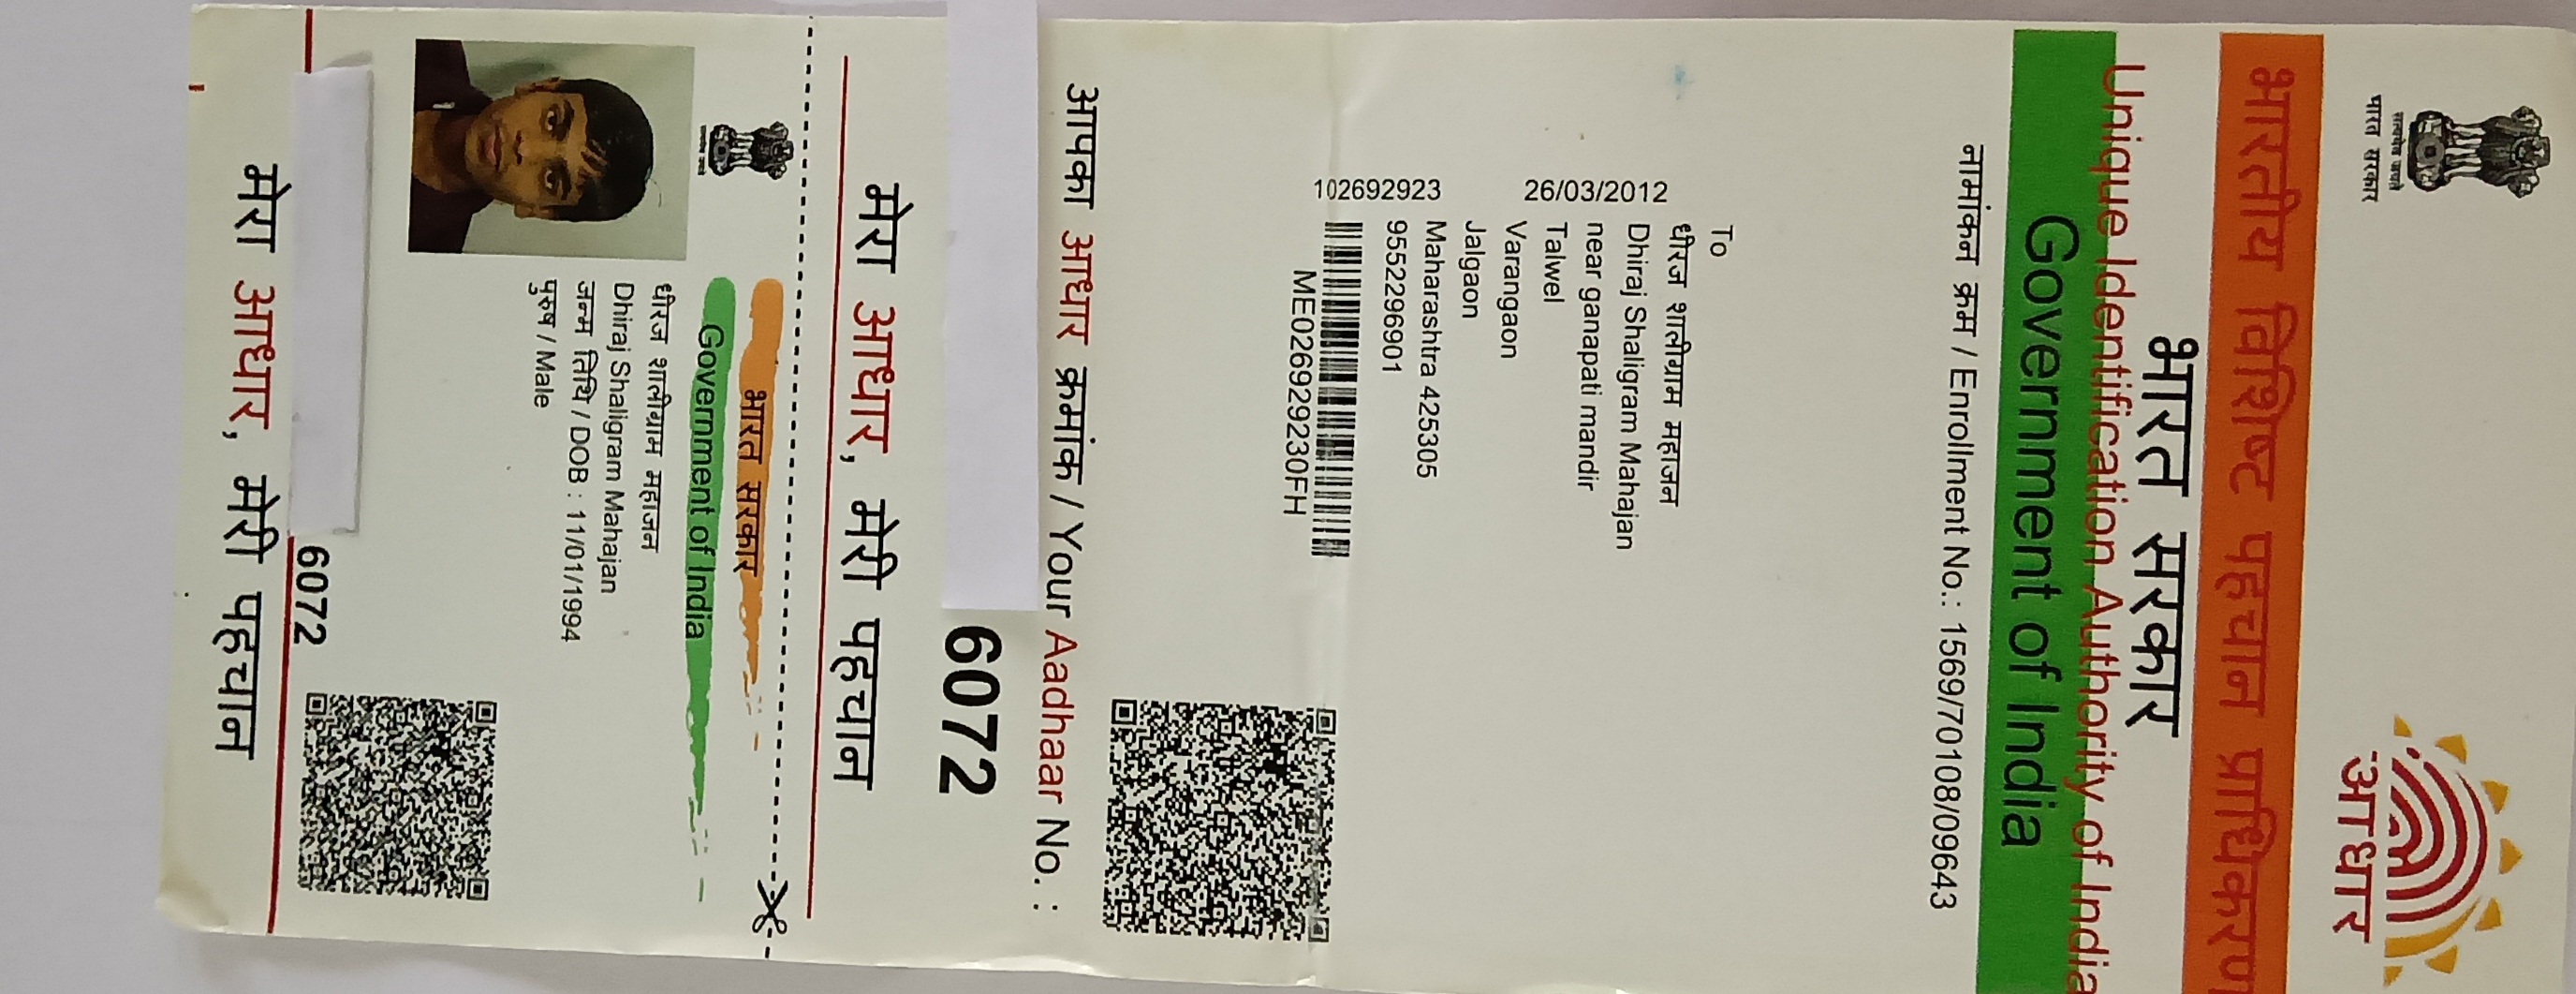 सत्यमेव जयते
भारत सरकार
आधार
भारतीय विशिष्ट पहचान प्राधिकरण
भारत सरकार
Unique Identification Authority of India
Government of India
नामांकन क्रम / Enrollment No.: 1569/70108/09643
To
धीरज शालीग्राम महाजन
Dhiraj Shaligram Mahajan
near ganapati mandir
Talwel
Varangaon
Jalgaon
Maharashtra 425305
9552296901
26/03/2012
102692923
ME026929230FH
आपका आधार क्रमांक / Your Aadhaar No. :
6072
मेरा आधार, मेरी पहचान
भारत सरकार
Government of India
धीरज शालीग्राम महाजन
Dhiraj Shaligram Mahajan
जन्म तिथि / DOB : 11/01/1994
पुरुष / Male
6072
मेरा आधार, मेरी पहचान